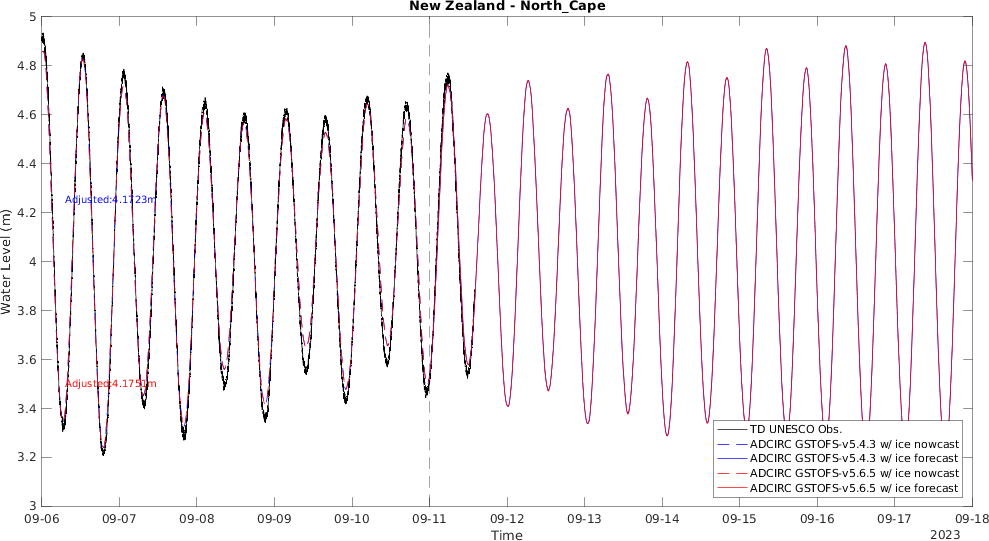 New Zealand - North_Cape
5
4.8
4.6
4.4
4.2
4
3.8
3.6
3.4
3.2
3
Water Level (m)
Adjusted:4.1723m
Adjusted:4.1751m
TD UNESCO Obs.
ADCIRC GSTOFS-v5.4.3 w/ ice nowcast
ADCIRC GSTOFS-v5.4.3 w/ ice forecast
ADCIRC GSTOFS-v5.6.5 w/ ice nowcast
ADCIRC GSTOFS-v5.6.5 w/ ice forecast
09-06 09-07 09-08 09-09 09-10 09-11 09-12 09-13 09-14 09-15 09-16 09-17 09-18
Time
2023